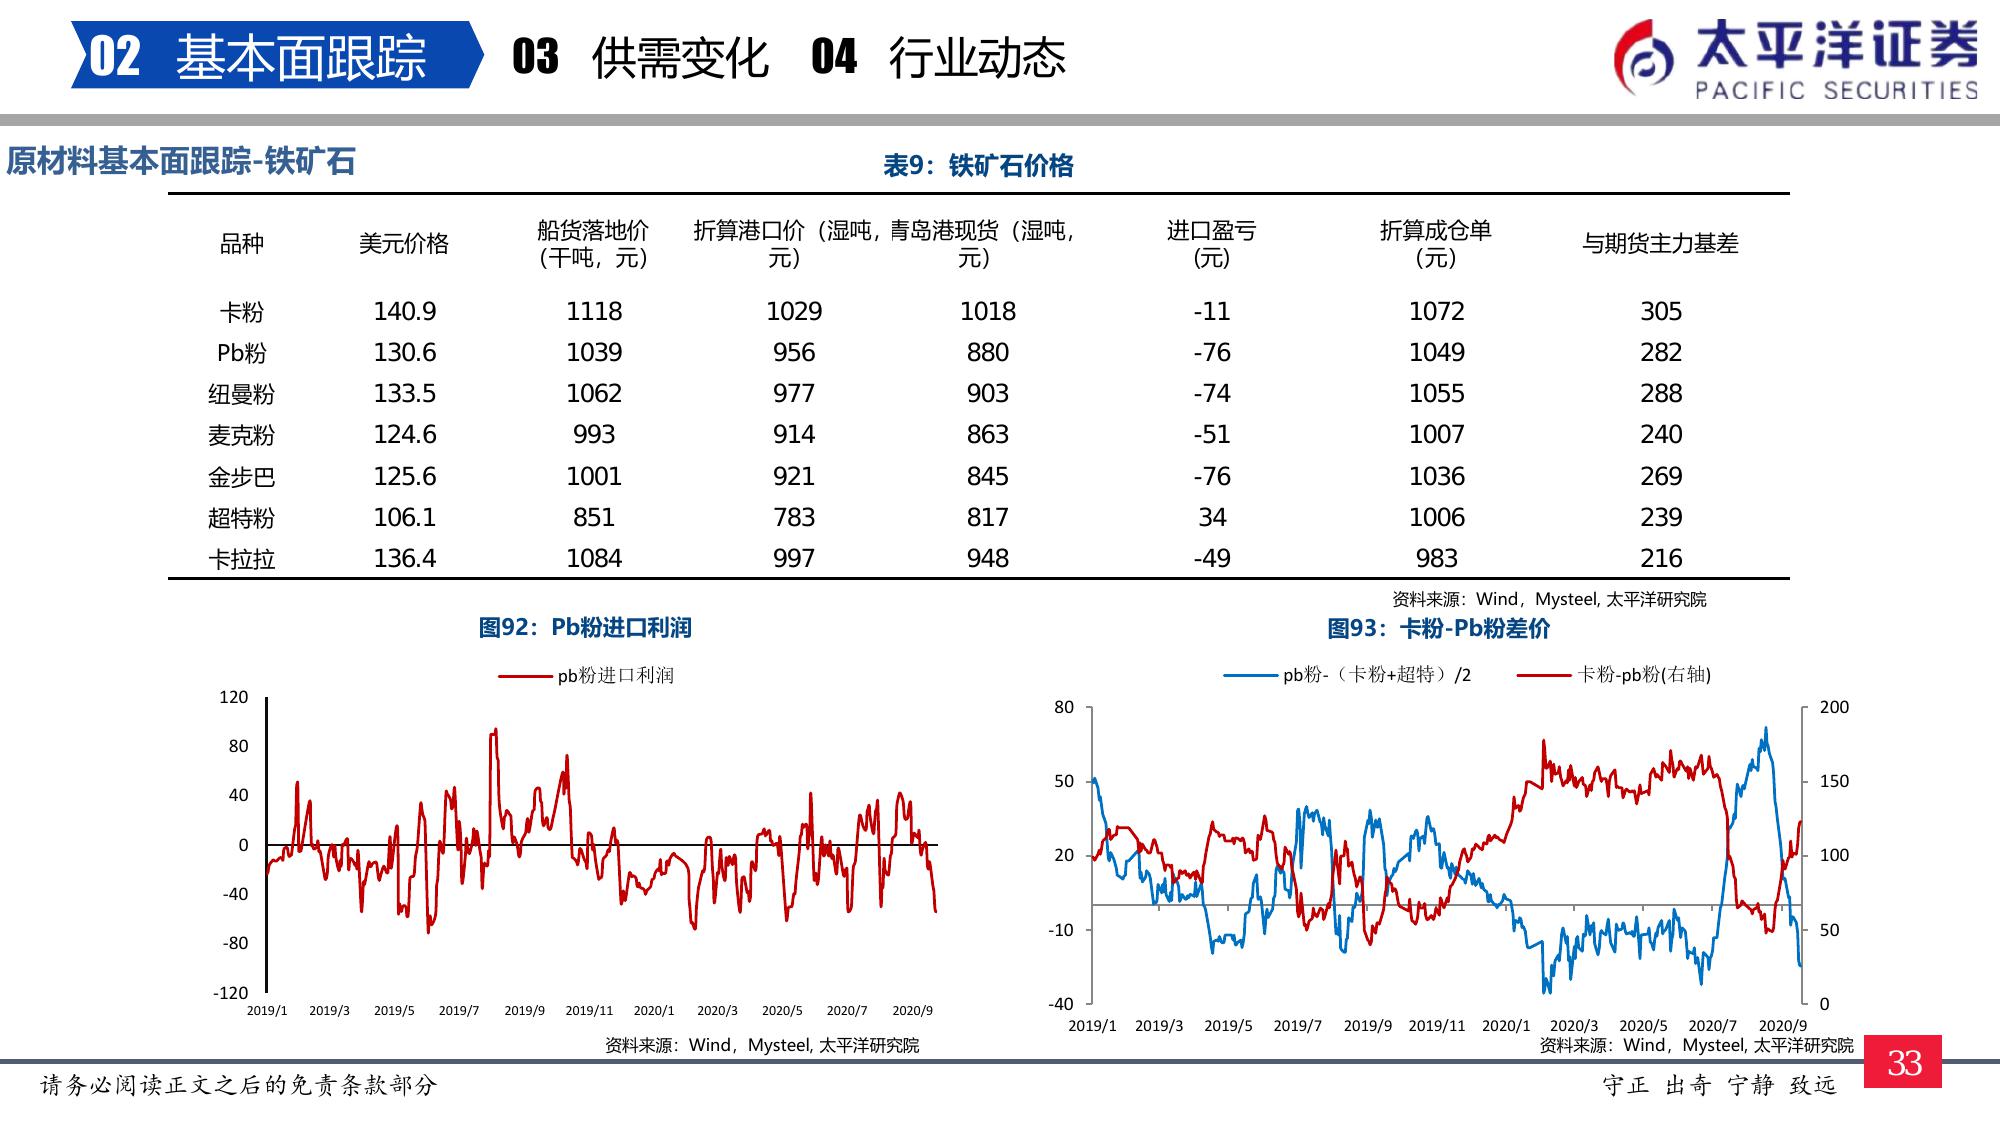 02 基本面跟踪 03 供需变化 04 行业动态
太平洋证券
PACIFIC SECURITIES
原材料基本面跟踪-铁矿石
表9：铁矿石价格
品种 美元价格 船货落地价（干吨，元） 折算港口价（湿吨，元） 青岛港现货（湿吨，元） 进口盈亏(元) 折算成仓单（元） 与期货主力基差
卡粉 140.9 1118 1029 1018 -11 1072 305
Pb粉 130.6 1039 956 880 -76 1049 282
纽曼粉 133.5 1062 977 903 -74 1055 288
麦克粉 124.6 993 914 863 -51 1007 240
金步巴 125.6 1001 921 845 -76 1036 269
超特粉 106.1 851 783 817 34 1006 239
卡拉拉 136.4 1084 997 948 -49 983 216
资料来源：Wind，Mysteel, 太平洋研究院
图92：Pb粉进口利润
pb粉进口利润
120
80
40
0
-40
-80
-120
2019/1 2019/3 2019/5 2019/7 2019/9 2019/11 2020/1 2020/3 2020/5 2020/7 2020/9
资料来源：Wind，Mysteel, 太平洋研究院
图93：卡粉-Pb粉差价
pb粉-（卡粉+超特）/2 卡粉-pb粉(右轴)
80 200
50 150
20 100
-10 50
-40 0
2019/1 2019/3 2019/5 2019/7 2019/9 2019/11 2020/1 2020/3 2020/5 2020/7 2020/9
资料来源：Wind，Mysteel, 太平洋研究院
33
请务必阅读正文之后的免责条款部分
守正 出奇 宁静 致远